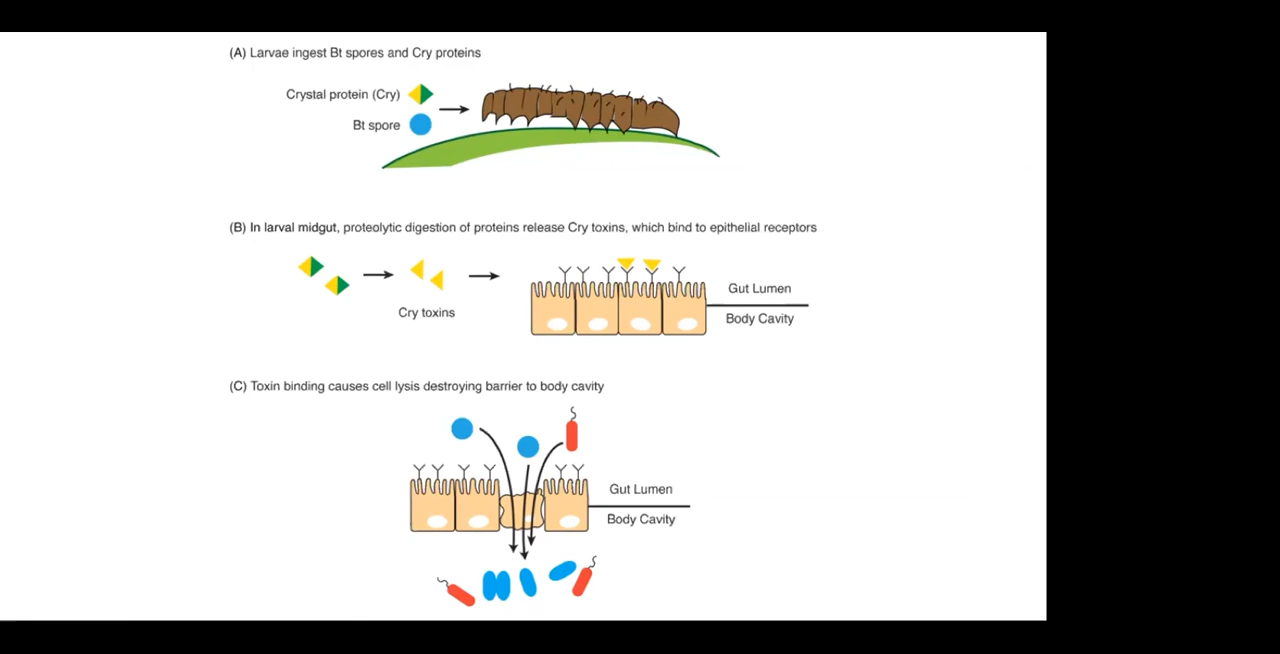 (A) Larvae ingest Bt spores and Cry proteins
Crystal protein (Cry)
Bt spore
(B) In larval midgut, proteolytic digestion of proteins release Cry toxins, which bind to epithelial receptors
Cry toxins
Gut Lumen
Body Cavity
(C) Toxin binding causes cell lysis destroying barrier to body cavity
Gut Lumen
Body Cavity